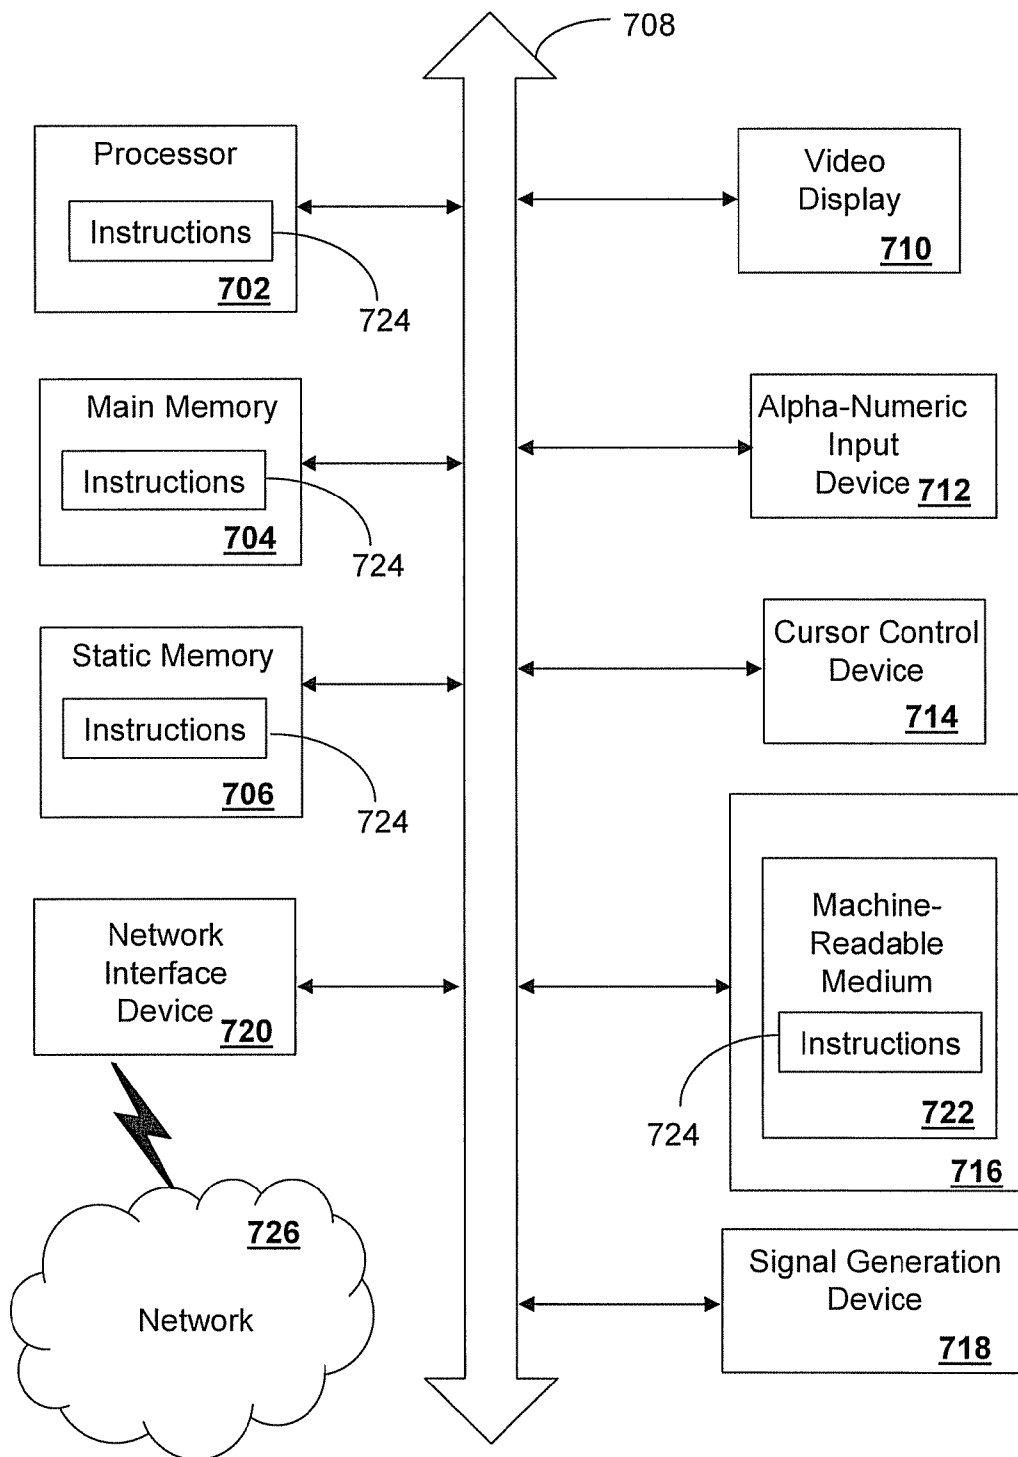 708
Processor
Instructions
702
724
Main Memory
Instructions
704
724
Static Memory
Instructions
706
724
Network
Interface
Device
720
726
Network
Video
Display
710
Alpha-Numeric
Input
Device
712
Cursor Control
Device
714
Machine-
Readable
Medium
Instructions
724
722
716
Signal Generation
Device
718